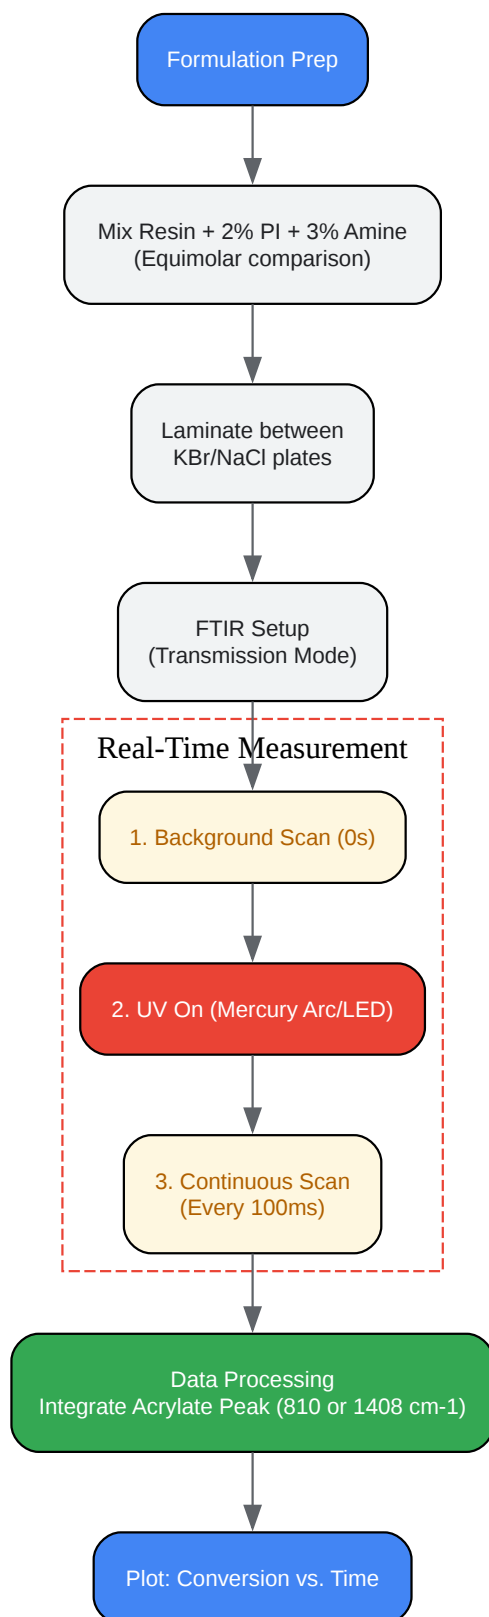 Formulation Prep
Mix Resin + 2% PI + 3% Amine
(Equimolar comparison)
Laminate between
KBr/NaCl plates
FTIR Setup
(Transmission Mode)
Real-Time Measurement
1. Background Scan (0s)
2. UV On (Mercury Arc/LED)
3. Continuous Scan
(Every 100ms)
Data Processing
Integrate Acrylate Peak (810 or 1408 cm-1)
Plot: Conversion vs. Time